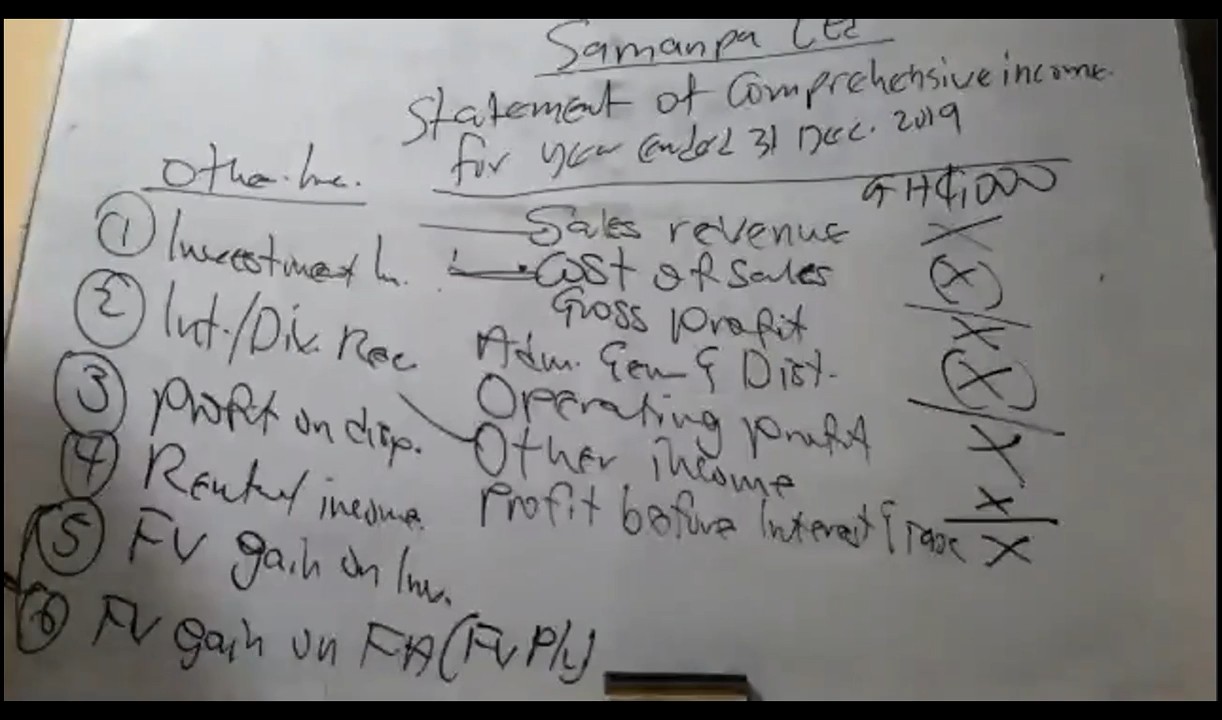 Samanpa Ltd
Statement of Comprehensive income
for year ended 31 Dec. 2019
GH¢,000
Sales revenue X
Cost of Sales (X)
Gross profit X
Adm. Gen & Dist. (X)
Operating profit X
Other income X
Profit before Interest & Tax X
Other Inc.
① Investment In.
② Int./Div. Rec
③ Profit on disp.
④ Rental income
⑤ FV gain on Inv.
⑥ FV gain on FA (FVP/L)